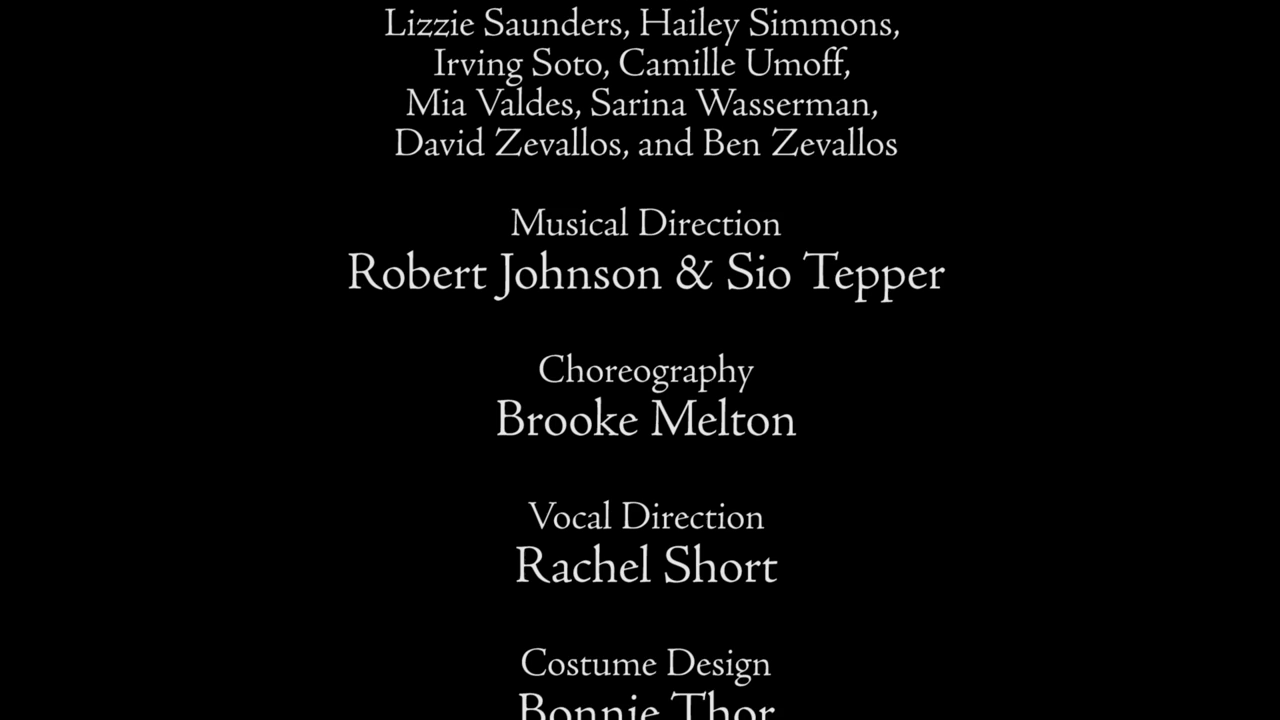 Lizzie Saunders, Hailey Simmons,
Irving Soto, Camille Umoff,
Mia Valdes, Sarina Wasserman,
David Zevallos, and Ben Zevallos
Musical Direction
Robert Johnson & Sio Tepper
Choreography
Brooke Melton
Vocal Direction
Rachel Short
Costume Design
Bonnie Thor